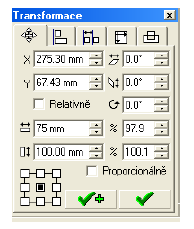 Transformace
X 275.30 mm 0.0°
Y 67.43 mm 0.0°
Relativně 0.0°
75 mm % 97.9
100.00 mm % 100.1
Proporcionálně